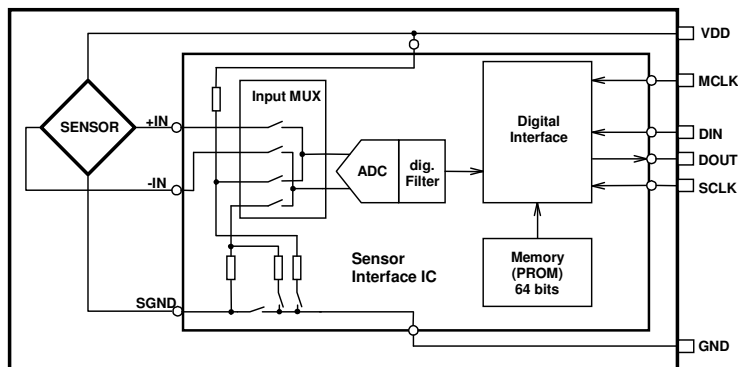 VDD
MCLK
Input MUX
+IN
SENSOR
Digital
Interface
DIN
DOUT
ADC
dig.
Filter
-IN
SCLK
Sensor
Interface IC
Memory
(PROM)
64 bits
SGND
GND